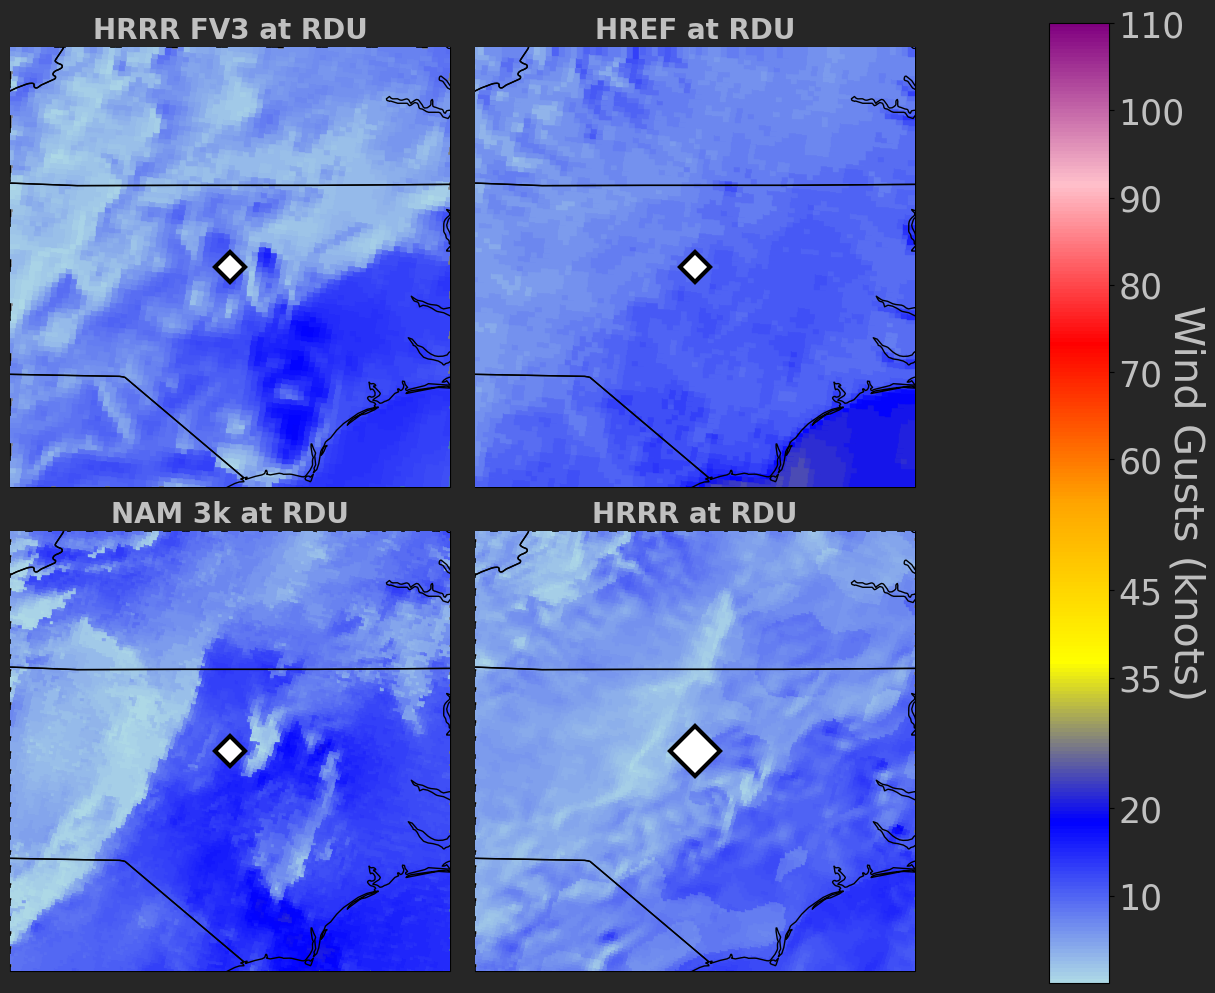 HRRR FV3 at RDU
HREF at RDU
NAM 3k at RDU
HRRR at RDU
110
100
90
80
70
60
45
35
20
10
Wind Gusts (knots)